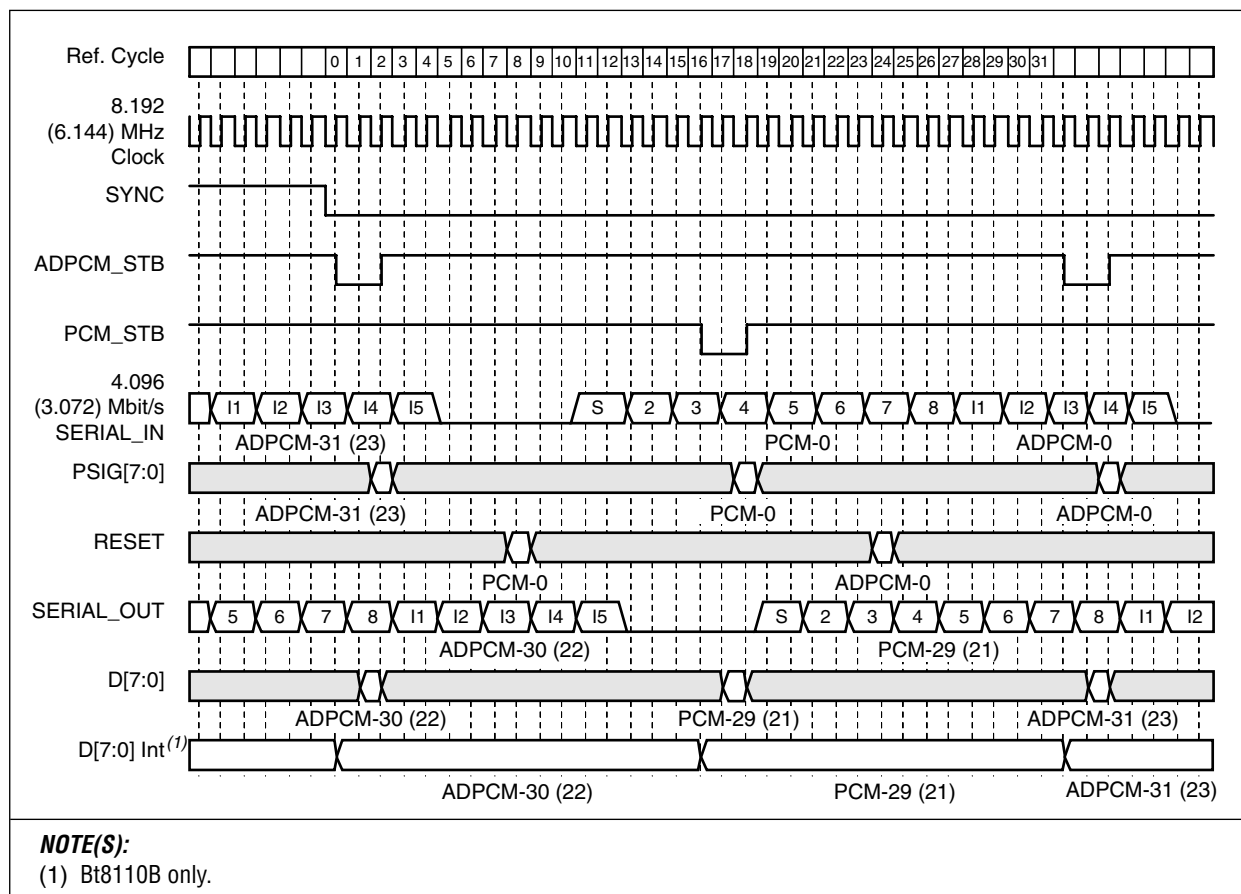 Ref. Cycle 0 1 2 3 4 5 6 7 8 9 10 11 12 13 14 15 16 17 18 19 20 21 22 23 24 25 26 27 28 29 30 31
8.192
(6.144) MHz
Clock
SYNC
ADPCM_STB
PCM_STB
4.096
(3.072) Mbit/s
SERIAL_IN
I1 I2 I3 I4 I5 S 2 3 4 5 6 7 8 I1 I2 I3 I4 I5
ADPCM-31 (23) PCM-0 ADPCM-0
PSIG[7:0]
ADPCM-31 (23) PCM-0 ADPCM-0
RESET
PCM-0 ADPCM-0
SERIAL_OUT 5 6 7 8 I1 I2 I3 I4 I5 S 2 3 4 5 6 7 8 I1 I2
ADPCM-30 (22) PCM-29 (21)
D[7:0]
ADPCM-30 (22) PCM-29 (21) ADPCM-31 (23)
D[7:0] Int(1)
ADPCM-30 (22) PCM-29 (21) ADPCM-31 (23)
NOTE(S):
(1) Bt8110B only.